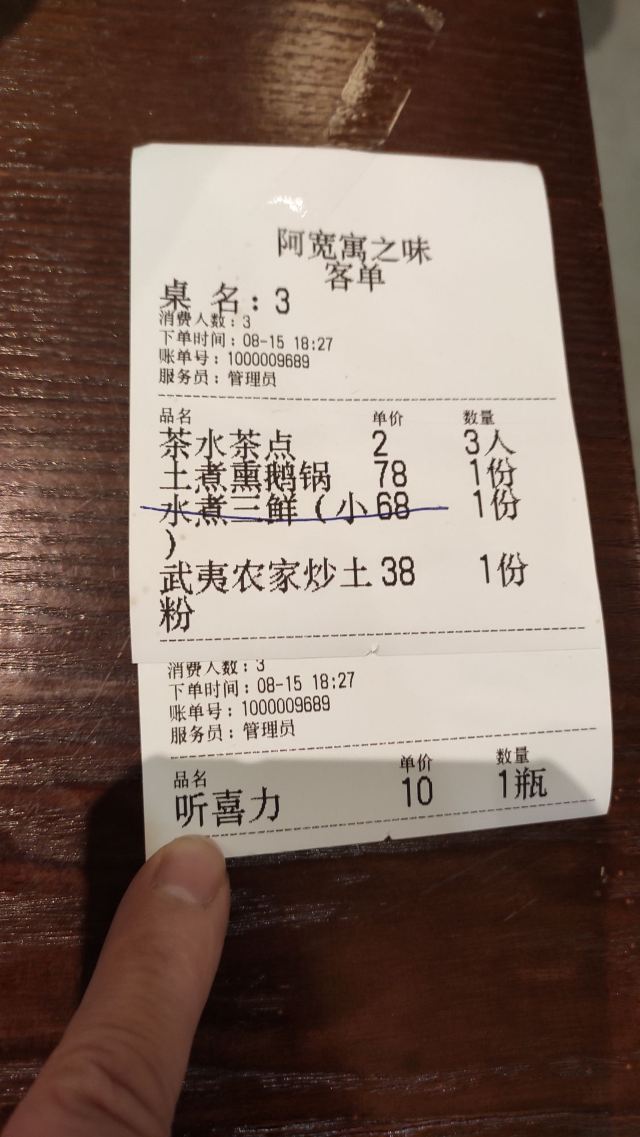 阿宽寓之味
客单
桌 名：3
消费人数：3
下单时间：08-15 18:27
账单号：1000009689
服务员：管理员
品名 单价 数量
茶水茶点 2 3人
土煮熏鹅锅 78 1份
水煮三鲜（小 68 1份
）
武夷农家炒土 38 1份
粉
消费人数：3
下单时间：08-15 18:27
账单号：1000009689
服务员：管理员
品名 单价 数量
听喜力 10 1瓶